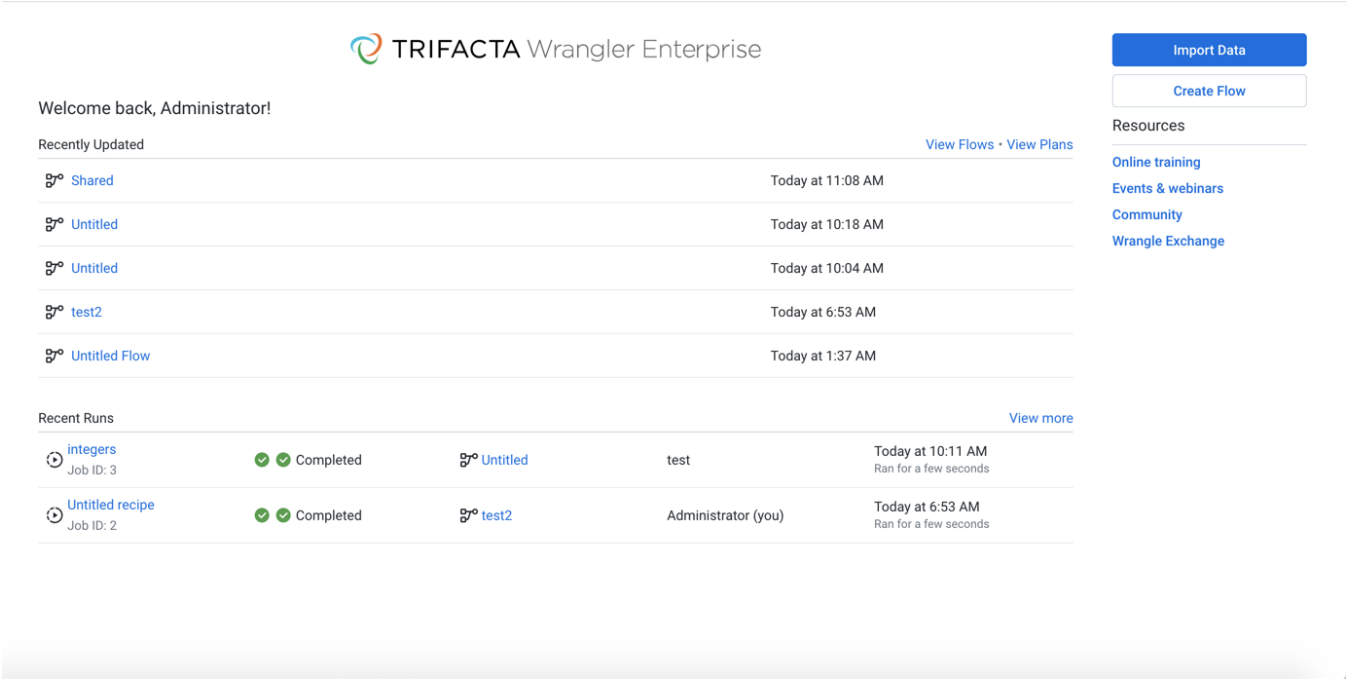 TRIFACTA Wrangler Enterprise
Import Data
Create Flow
Welcome back, Administrator!
Resources
Recently Updated View Flows • View Plans
Online training
Events & webinars
Community
Wrangle Exchange
Shared Today at 11:08 AM
Untitled Today at 10:18 AM
Untitled Today at 10:04 AM
test2 Today at 6:53 AM
Untitled Flow Today at 1:37 AM
Recent Runs View more
integers
Job ID: 3
Completed
Untitled
test
Today at 10:11 AM
Ran for a few seconds
Untitled recipe
Job ID: 2
Completed
test2
Administrator (you)
Today at 6:53 AM
Ran for a few seconds